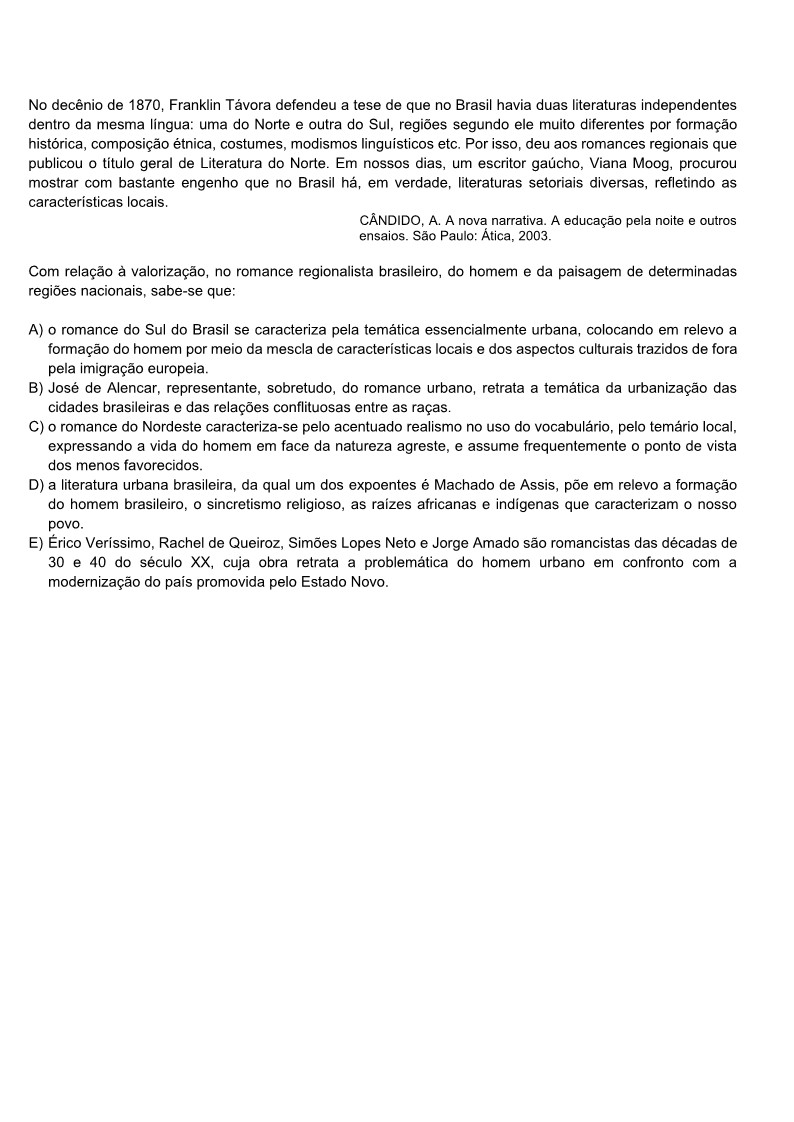 No decênio de 1870, Franklin Távora defendeu a tese de que no Brasil havia duas literaturas independentes
dentro da mesma língua: uma do Norte e outra do Sul, regiões segundo ele muito diferentes por formação
histórica, composição étnica, costumes, modismos linguísticos etc. Por isso, deu aos romances regionais que
publicou o título geral de Literatura do Norte. Em nossos dias, um escritor gaúcho, Viana Moog, procurou
mostrar com bastante engenho que no Brasil há, em verdade, literaturas setoriais diversas, refletindo as
características locais.
CÂNDIDO, A. A nova narrativa. A educação pela noite e outros
ensaios. São Paulo: Ática, 2003.
Com relação à valorização, no romance regionalista brasileiro, do homem e da paisagem de determinadas
regiões nacionais, sabe-se que:
A) o romance do Sul do Brasil se caracteriza pela temática essencialmente urbana, colocando em relevo a
formação do homem por meio da mescla de características locais e dos aspectos culturais trazidos de fora
pela imigração europeia.
B) José de Alencar, representante, sobretudo, do romance urbano, retrata a temática da urbanização das
cidades brasileiras e das relações conflituosas entre as raças.
C) o romance do Nordeste caracteriza-se pelo acentuado realismo no uso do vocabulário, pelo temário local,
expressando a vida do homem em face da natureza agreste, e assume frequentemente o ponto de vista
dos menos favorecidos.
D) a literatura urbana brasileira, da qual um dos expoentes é Machado de Assis, põe em relevo a formação
do homem brasileiro, o sincretismo religioso, as raízes africanas e indígenas que caracterizam o nosso
povo.
E) Érico Veríssimo, Rachel de Queiroz, Simões Lopes Neto e Jorge Amado são romancistas das décadas de
30 e 40 do século XX, cuja obra retrata a problemática do homem urbano em confronto com a
modernização do país promovida pelo Estado Novo.